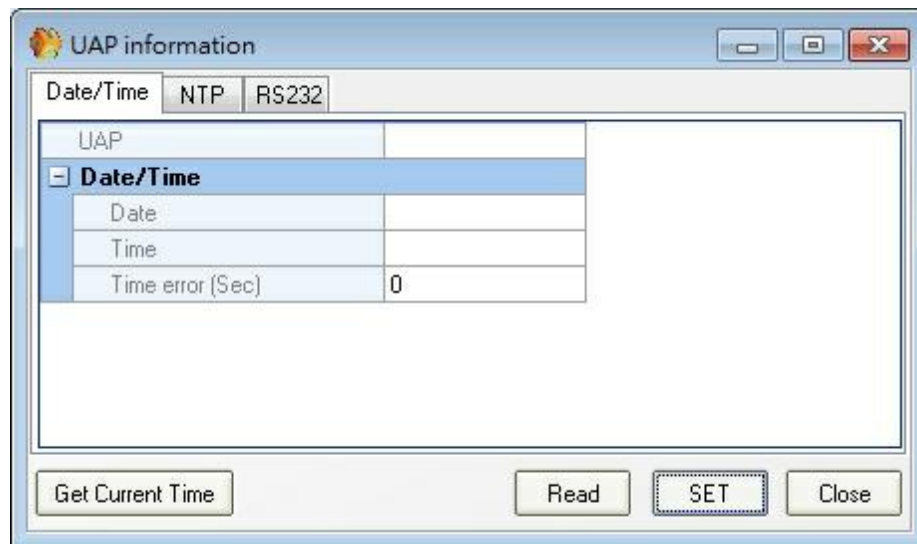 UAP information
Date/Time NTP RS232
UAP
Date/Time
Date
Time
Time error (Sec) 0
Get Current Time Read SET Close